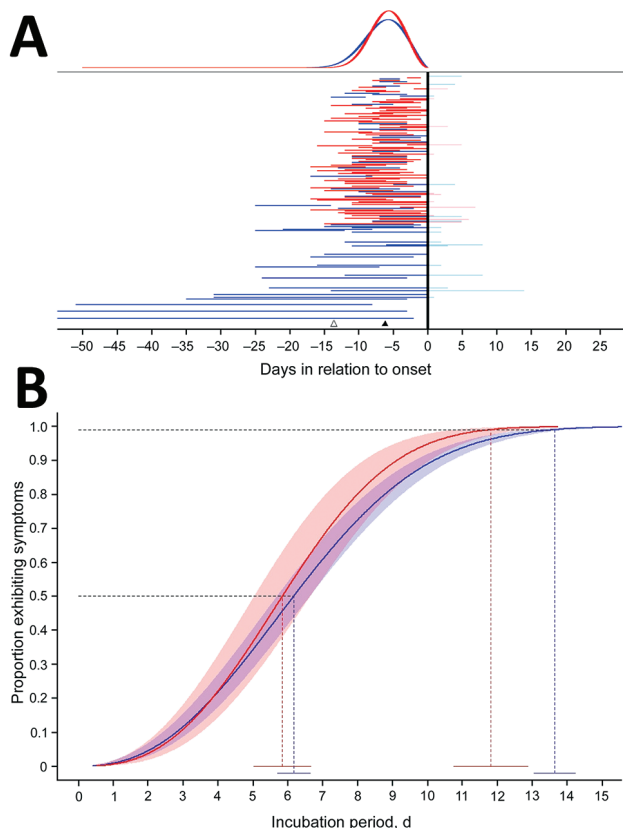 A
–50 –45 –40 –35 –30 –25 –20 –15 –10 –5 0 5 10 15 20 25
Days in relation to onset
B
Proportion exhibiting symptoms
1.0
0.9
0.8
0.7
0.6
0.5
0.4
0.3
0.2
0.1
0
0 1 2 3 4 5 6 7 8 9 10 11 12 13 14 15
Incubation period, d